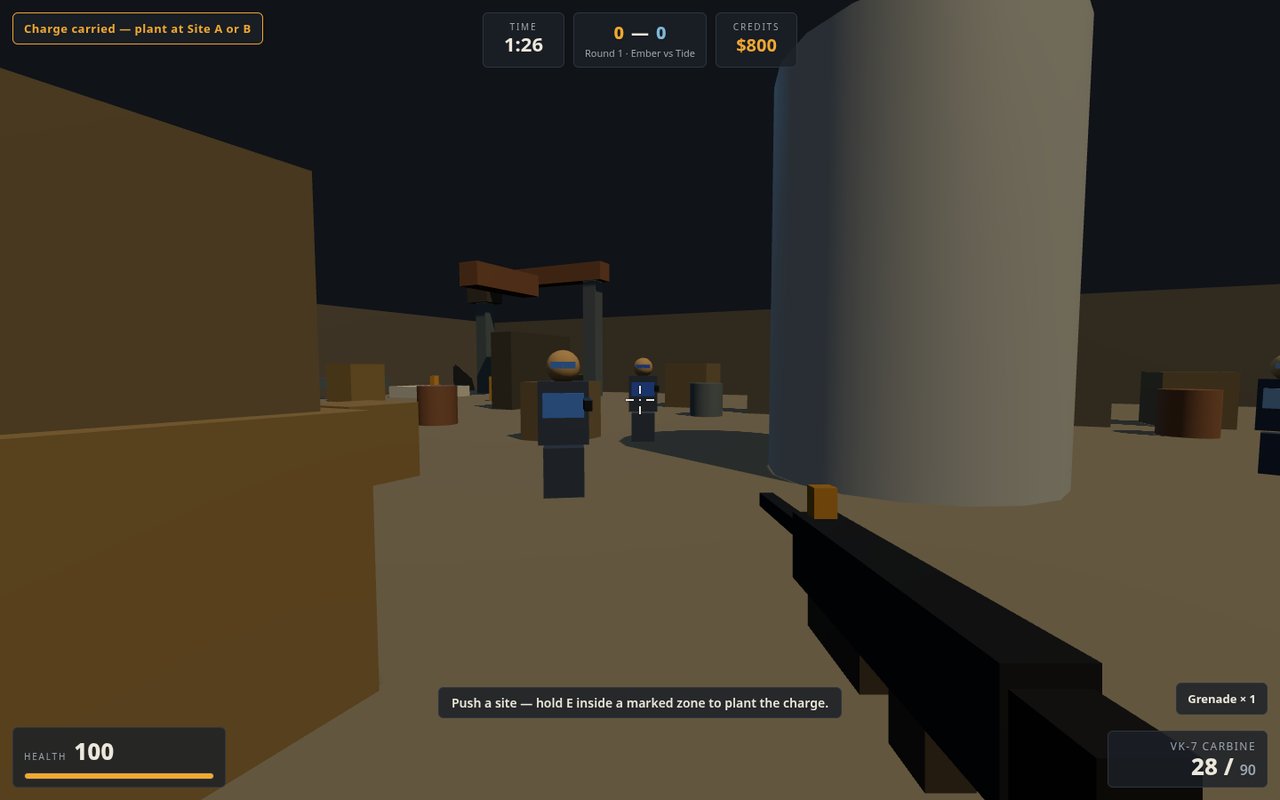 Charge carried — plant at Site A or B
TIME
1:26
0 — 0
Round 1 · Ember vs Tide
CREDITS
$800
Push a site — hold E inside a marked zone to plant the charge.
Grenade × 1
HEALTH 100
VK-7 CARBINE
28 / 90